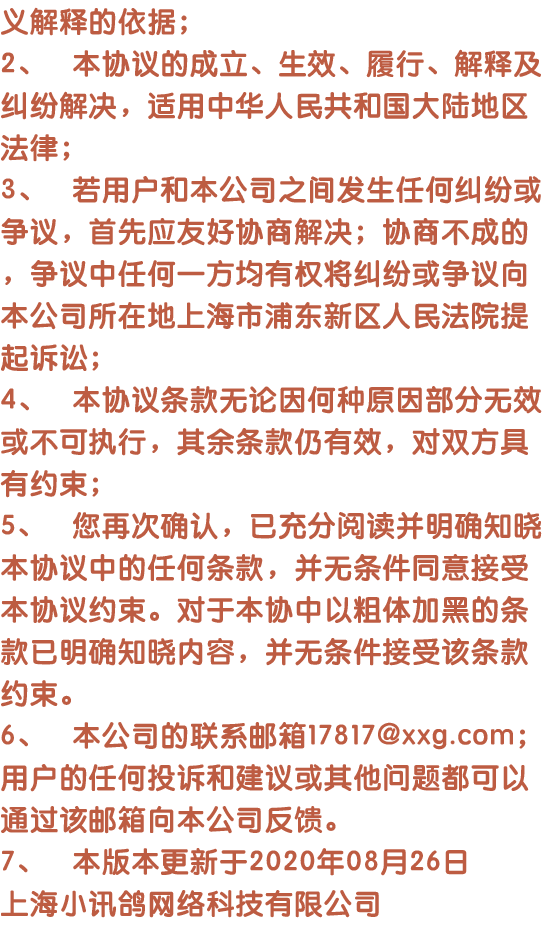 义解释的依据；
2、 本协议的成立、生效、履行、解释及
纠纷解决，适用中华人民共和国大陆地区
法律；
3、 若用户和本公司之间发生任何纠纷或
争议，首先应友好协商解决；协商不成的
，争议中任何一方均有权将纠纷或争议向
本公司所在地上海市浦东新区人民法院提
起诉讼；
4、 本协议条款无论因何种原因部分无效
或不可执行，其余条款仍有效，对双方具
有约束；
5、 您再次确认，已充分阅读并明确知晓
本协议中的任何条款，并无条件同意接受
本协议约束。对于本协中以粗体加黑的条
款已明确知晓内容，并无条件接受该条款
约束。
6、 本公司的联系邮箱17817@xxg.com；
用户的任何投诉和建议或其他问题都可以
通过该邮箱向本公司反馈。
7、 本版本更新于2020年08月26日
上海小讯鸽网络科技有限公司